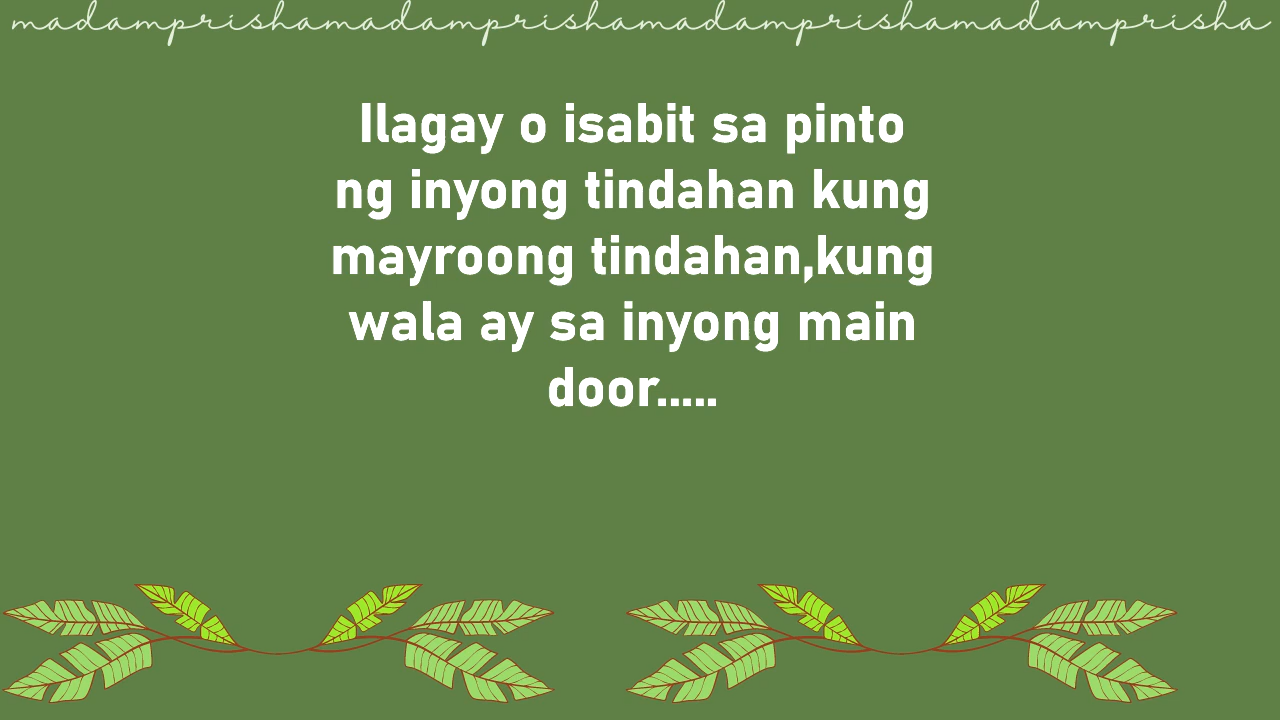 madamprishamadamprishamadamprishamadamprisha
Ilagay o isabit sa pinto
ng inyong tindahan kung
mayroong tindahan,kung
wala ay sa inyong main
door.....